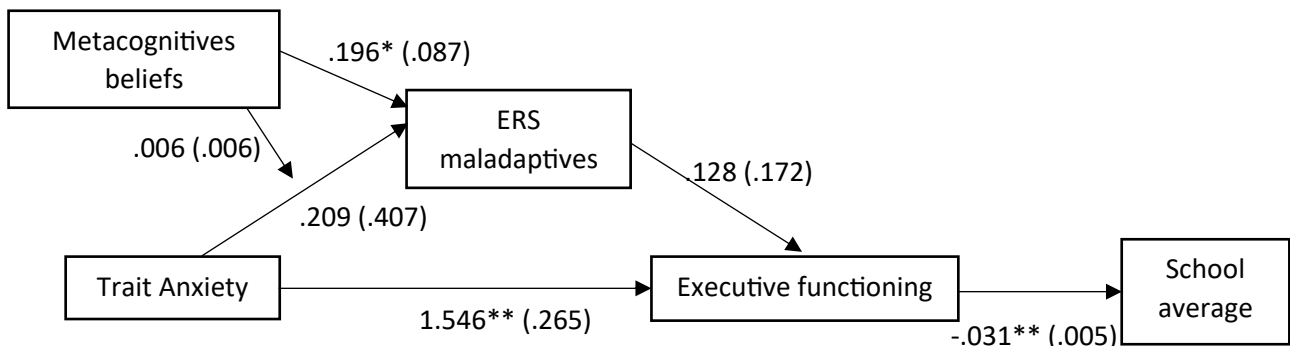 Metacognitives
beliefs
.196* (.087)
ERS
maladaptives
.006 (.006)
.128 (.172)
.209 (.407)
Trait Anxiety
Executive functioning
School
average
1.546** (.265)
-.031** (.005)